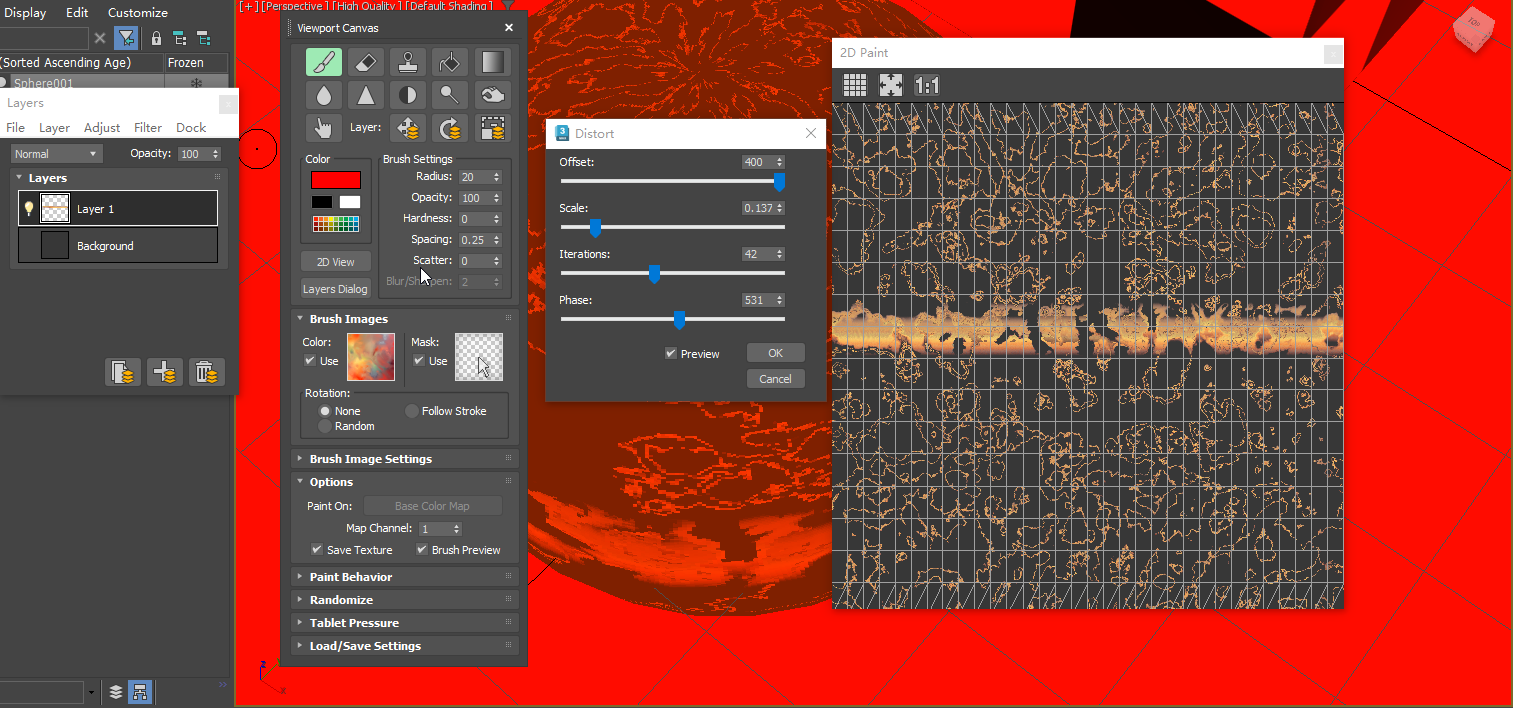 Display Edit Customize
(Sorted Ascending Age) Frozen
Sphere001
Layers
File Layer Adjust Filter Dock
Normal Opacity: 100
Layers
Layer 1
Background
[+] [Perspective] [High Quality] [Default Shading]
Viewport Canvas
Layer:
Color
Brush Settings
Radius: 20
Opacity: 100
Hardness: 0
Spacing: 0.25
Scatter: 0
Blur/Sharpen: 2
2D View
Layers Dialog
Brush Images
Color:
Use
Mask:
Use
Rotation:
None
Follow Stroke
Random
Brush Image Settings
Options
Paint On: Base Color Map
Map Channel: 1
Save Texture
Brush Preview
Paint Behavior
Randomize
Tablet Pressure
Load/Save Settings
3
Distort
Offset: 400
Scale: 0.137
Iterations: 42
Phase: 531
Preview
OK
Cancel
2D Paint
1:1
TOP
z
x